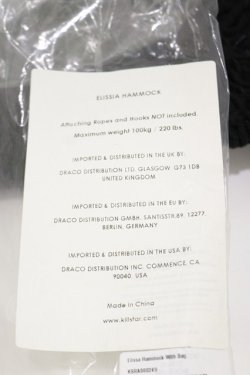 ELISSIA HAMMOCK
Attaching Ropes and Hooks NOT included
Maximum weight 100kg / 220 lbs.
IMPORTED & DISTRIBUTED IN THE UK BY:
DRACO DISTRIBUTION LTD. GLASGOW. G73 1DB
UNITED KINGDOM
IMPORTED & DISTRIBUTED IN THE EU BY:
DRACO DISTRIBUTION GMBH. SANTISSTR.89, 12277,
BERLIN, GERMANY
IMPORTED & DISTRIBUTED IN THE USA BY:
DRACO DISTRIBUTION INC. COMMENCE, CA.
90040 USA
Made in China
www.killstar.com
Elissa Hammock With Bag